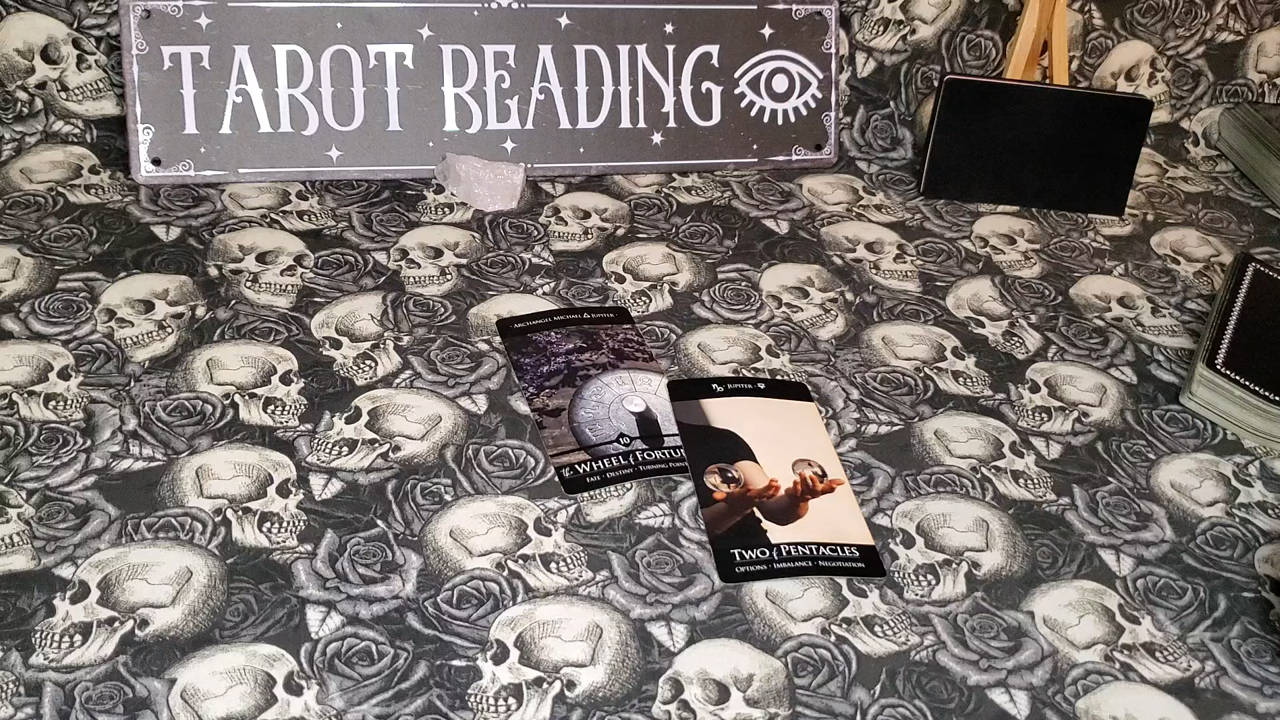 TAROT READING
· ARCHANGEL MICHAEL JUPITER ·
10
the WHEEL of FORTU
FATE · DESTINY · TURNING POIN
JUPITER ·
TWO of PENTACLES
OPTIONS · IMBALANCE · NEGOTIATION